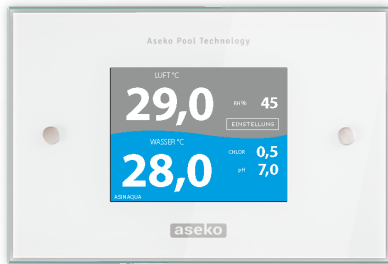 Aseko Pool Technology
LUFT °C
29,0
RH % 45
EINSTELLUNG
WASSER °C
28,0
CHLOR 0,5
pH 7,0
ASIN AQUA
aseko